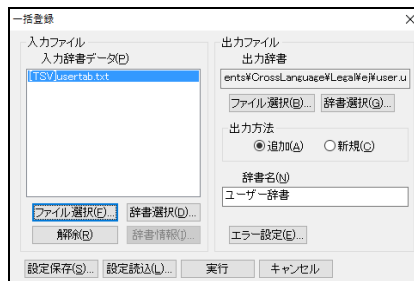 一括登録
入力ファイル
入力辞書データ(P)
[TSV]usertab.txt
ファイル選択(F)... 辞書選択(D)...
解除(R) 辞書情報(I)...
出力ファイル
出力辞書
ents¥CrossLanguage¥Legal¥ej¥user.u
ファイル選択(B)... 辞書選択(G)...
出力方法
追加(A) 新規(C)
辞書名(N)
ユーザー辞書
エラー設定(E)...
設定保存(S)... 設定読込(L)... 実行 キャンセル